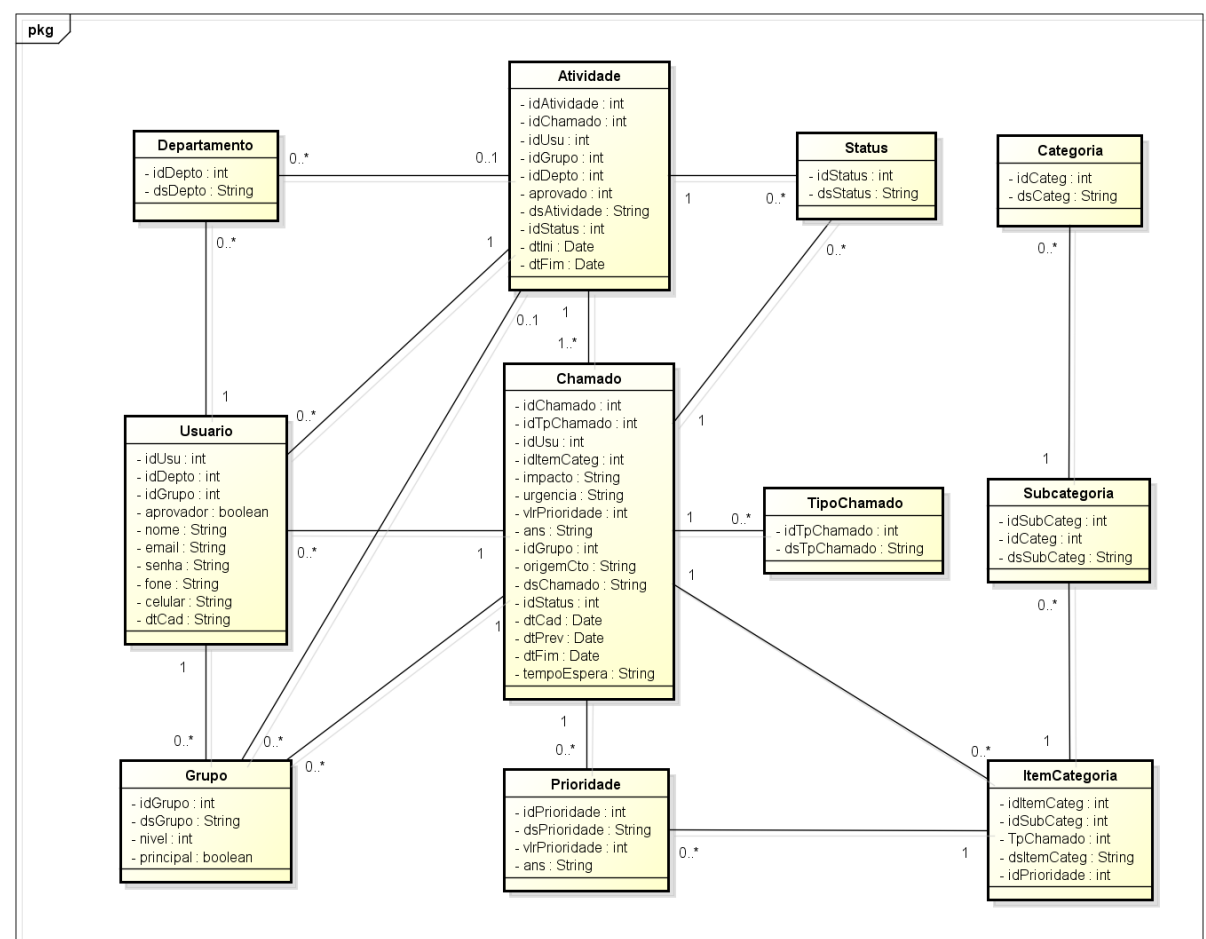 pkg
Atividade
- idAtividade : int
- idChamado : int
- idUsu : int
- idGrupo : int
- idDepto : int
- aprovado : int
- dsAtividade : String
- idStatus : int
- dtIni : Date
- dtFim : Date
Departamento
- idDepto : int
- dsDepto : String
0..*
0..1
Status
- idStatus : int
- dsStatus : String
1
0..*
Categoria
- idCateg : int
- dsCateg : String
0..*
1
0..*
0..*
0..1
1
1..*
Chamado
- idChamado : int
- idTpChamado : int
- idUsu : int
- idItemCateg : int
- impacto : String
- urgencia : String
- vlrPrioridade : int
- ans : String
- idGrupo : int
- origemCto : String
- dsChamado : String
- idStatus : int
- dtCad : Date
- dtPrev : Date
- dtFim : Date
- tempoEspera : String
1
0..*
1
Usuario
- idUsu : int
- idDepto : int
- idGrupo : int
- aprovador : boolean
- nome : String
- email : String
- senha : String
- fone : String
- celular : String
- dtCad : String
1
Subcategoria
- idSubCateg : int
- idCateg : int
- dsSubCateg : String
TipoChamado
- idTpChamado : int
- dsTpChamado : String
1
0..*
0..*
1
1
0..*
1
1
0..*
0..*
0..*
1
0..*
0..*
1
Grupo
- idGrupo : int
- dsGrupo : String
- nivel : int
- principal : boolean
Prioridade
- idPrioridade : int
- dsPrioridade : String
- vlrPrioridade : int
- ans : String
0..*
1
ItemCategoria
- idItemCateg : int
- idSubCateg : int
- TpChamado : int
- dsItemCateg : String
- idPrioridade : int